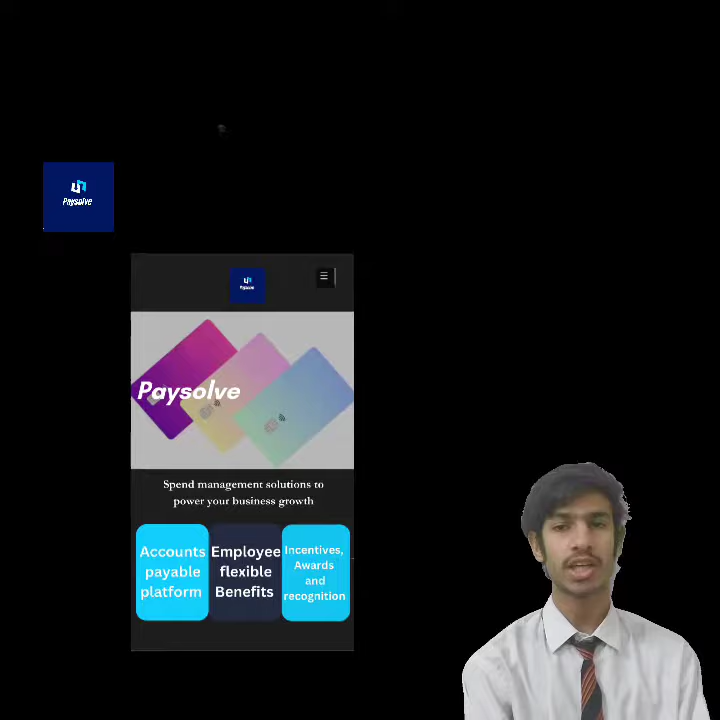 Paysolve
Paysolve
Paysolve
Spend management solutions to
power your business growth
Accounts
payable
platform
Employee
flexible
Benefits
Incentives,
Awards
and
recognition